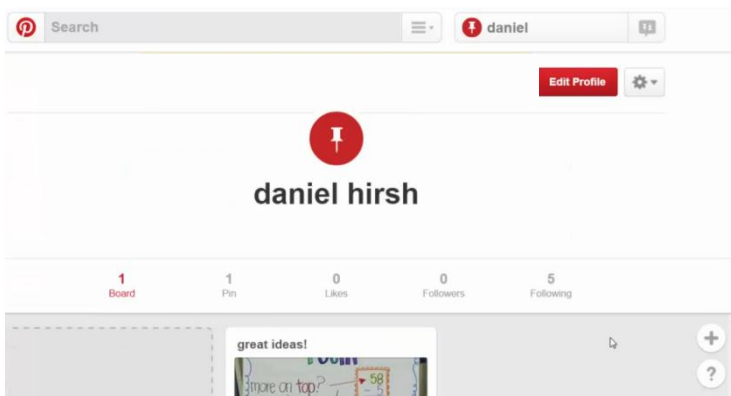 Search
daniel
Edit Profile
daniel hirsh
1 1 0 0 5
Board Pin Likes Followers Following
great ideas!
more on top?
58
+
?